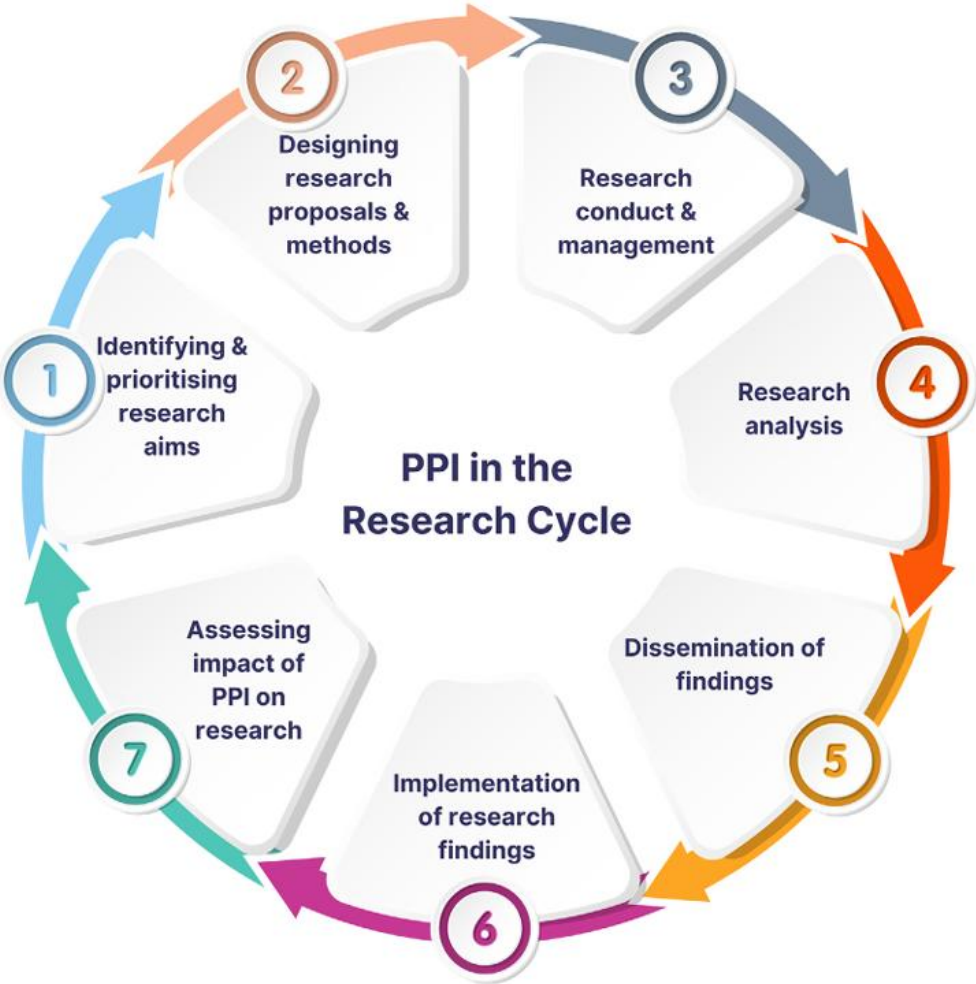 PPI in the
Research Cycle
1
Identifying &
prioritising
research
aims
2
Designing
research
proposals &
methods
3
Research
conduct &
management
4
Research
analysis
5
Dissemination of
findings
6
Implementation
of research
findings
7
Assessing
impact of
PPI on
research